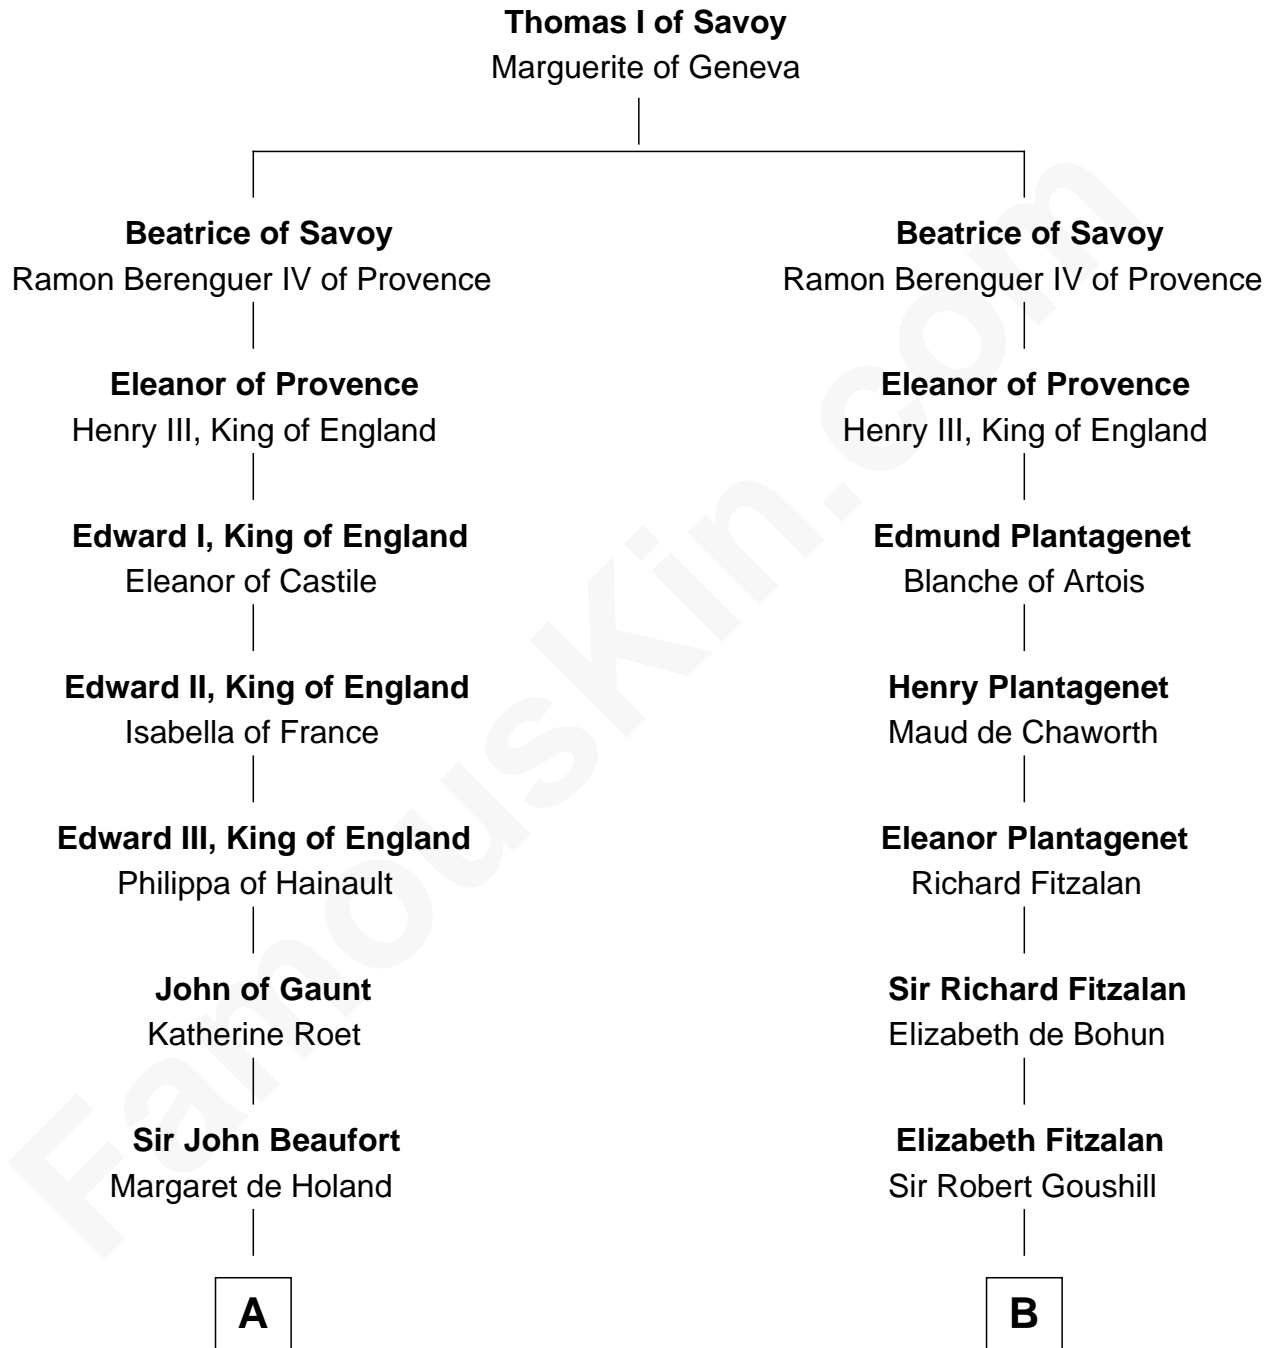 Thomas I of Savoy
Marguerite of Geneva
Beatrice of Savoy
Ramon Berenguer IV of Provence
Eleanor of Provence
Henry III, King of England
Edward I, King of England
Eleanor of Castile
Edward II, King of England
Isabella of France
Edward III, King of England
Philippa of Hainault
John of Gaunt
Katherine Roet
Sir John Beaufort
Margaret de Holand
A
Beatrice of Savoy
Ramon Berenguer IV of Provence
Eleanor of Provence
Henry III, King of England
Edmund Plantagenet
Blanche of Artois
Henry Plantagenet
Maud de Chaworth
Eleanor Plantagenet
Richard Fitzalan
Sir Richard Fitzalan
Elizabeth de Bohun
Elizabeth Fitzalan
Sir Robert Goushill
B
FamousKin.com